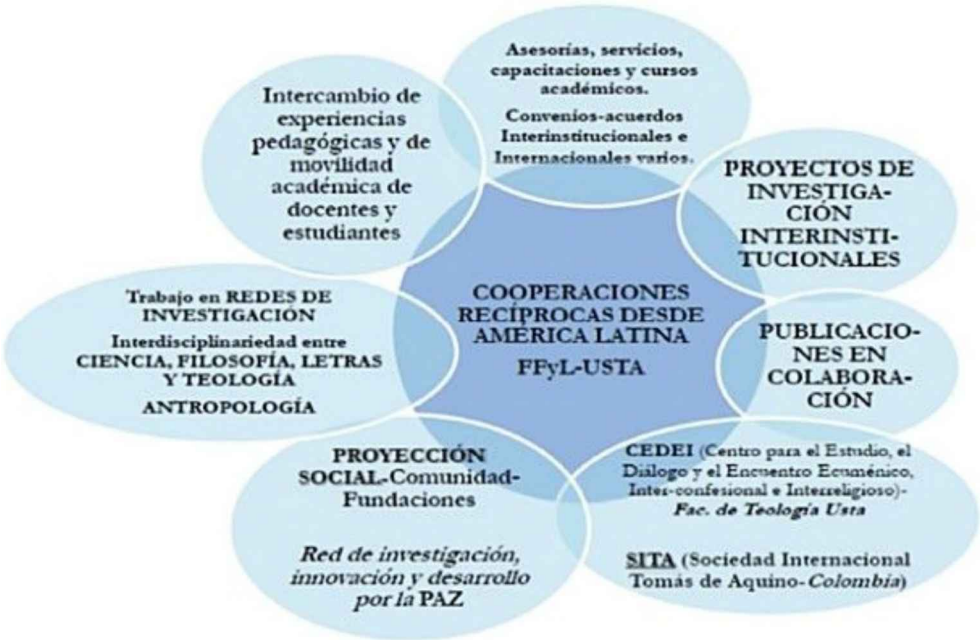 Asesorías, servicios,
capacitaciones y cursos
académicos.
Convenios-acuerdos
Interinstitucionales e
Internacionales varios.
Intercambio de
experiencias
pedagógicas y de
movilidad
académica de
docentes y
estudiantes
PROYECTOS DE
INVESTIGA-
CIÓN
INTERINSTI-
TUCIONALES
COOPERACIONES
RECÍPROCAS DESDE
AMÉRICA LATINA
FFyL-USTA
Trabajo en REDES DE
INVESTIGACIÓN
Interdisciplinariedad entre
CIENCIA, FILOSOFÍA, LETRAS
Y TEOLOGÍA
ANTROPOLOGÍA
PUBLICACIO-
NES EN
COLABORA-
CIÓN
PROYECCIÓN
SOCIAL-Comunidad-
Fundaciones
Red de investigación,
innovación y desarrollo
por la PAZ
CEDEI (Centro para el Estudio, el
Diálogo y el Encuentro Ecuménico,
Inter-confesional e Interreligioso)-
Fac. de Teología Usta
SITA (Sociedad Internacional
Tomás de Aquino-Colombia)